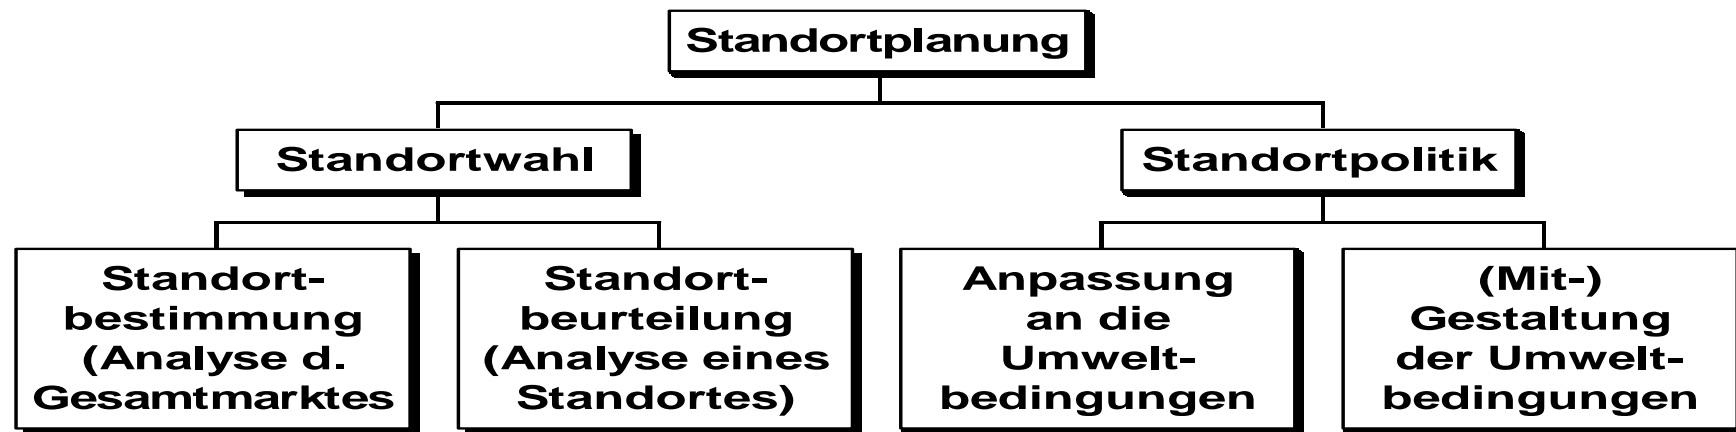 Standortplanung
Standortwahl
Standortpolitik
Standort-
bestimmung
(Analyse d.
Gesamtmarktes
Standort-
beurteilung
(Analyse eines
Standortes)
Anpassung
an die
Umwelt-
bedingungen
(Mit-)
Gestaltung
der Umwelt-
bedingungen